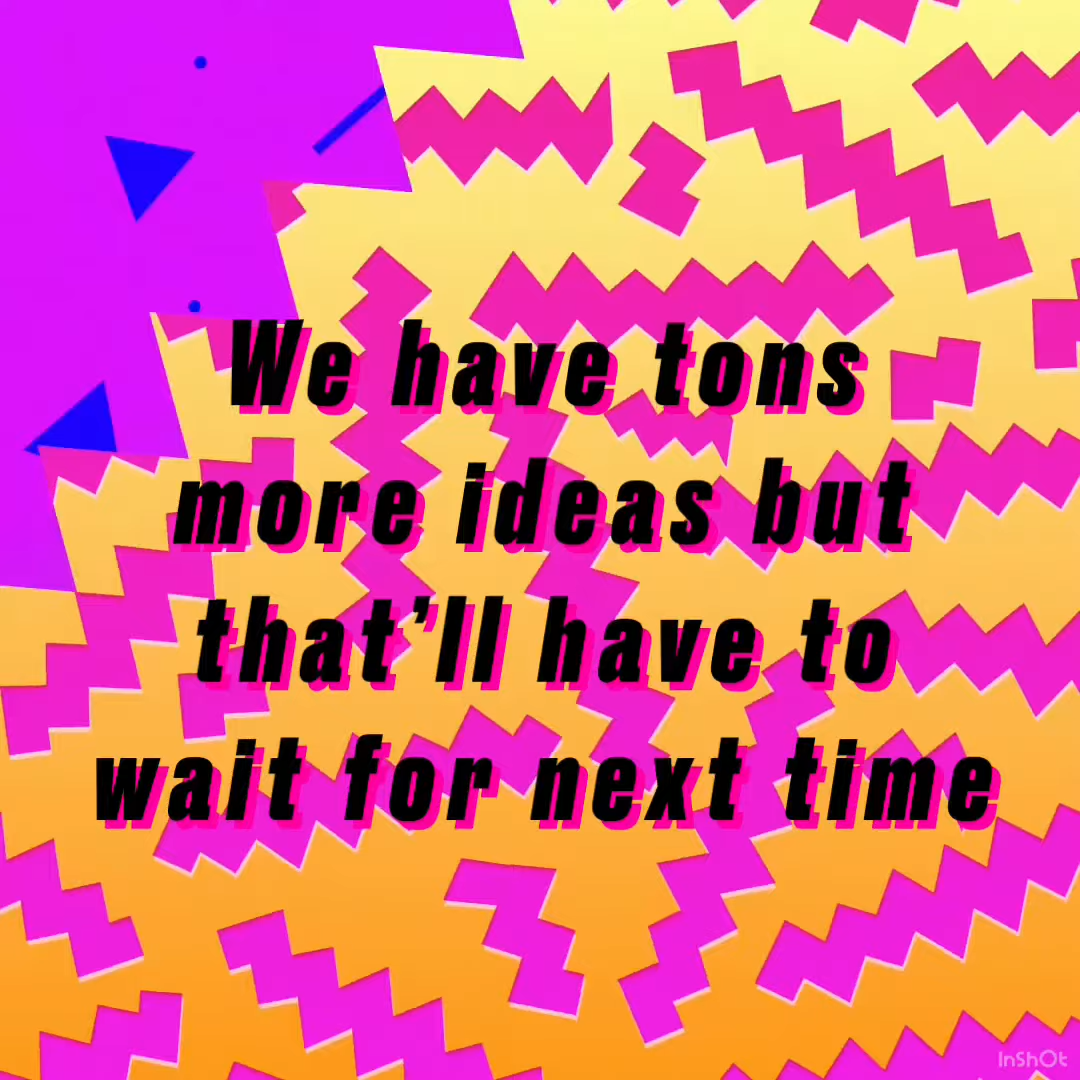 We have tons
more ideas but
that’ll have to
wait for next time
InShOt